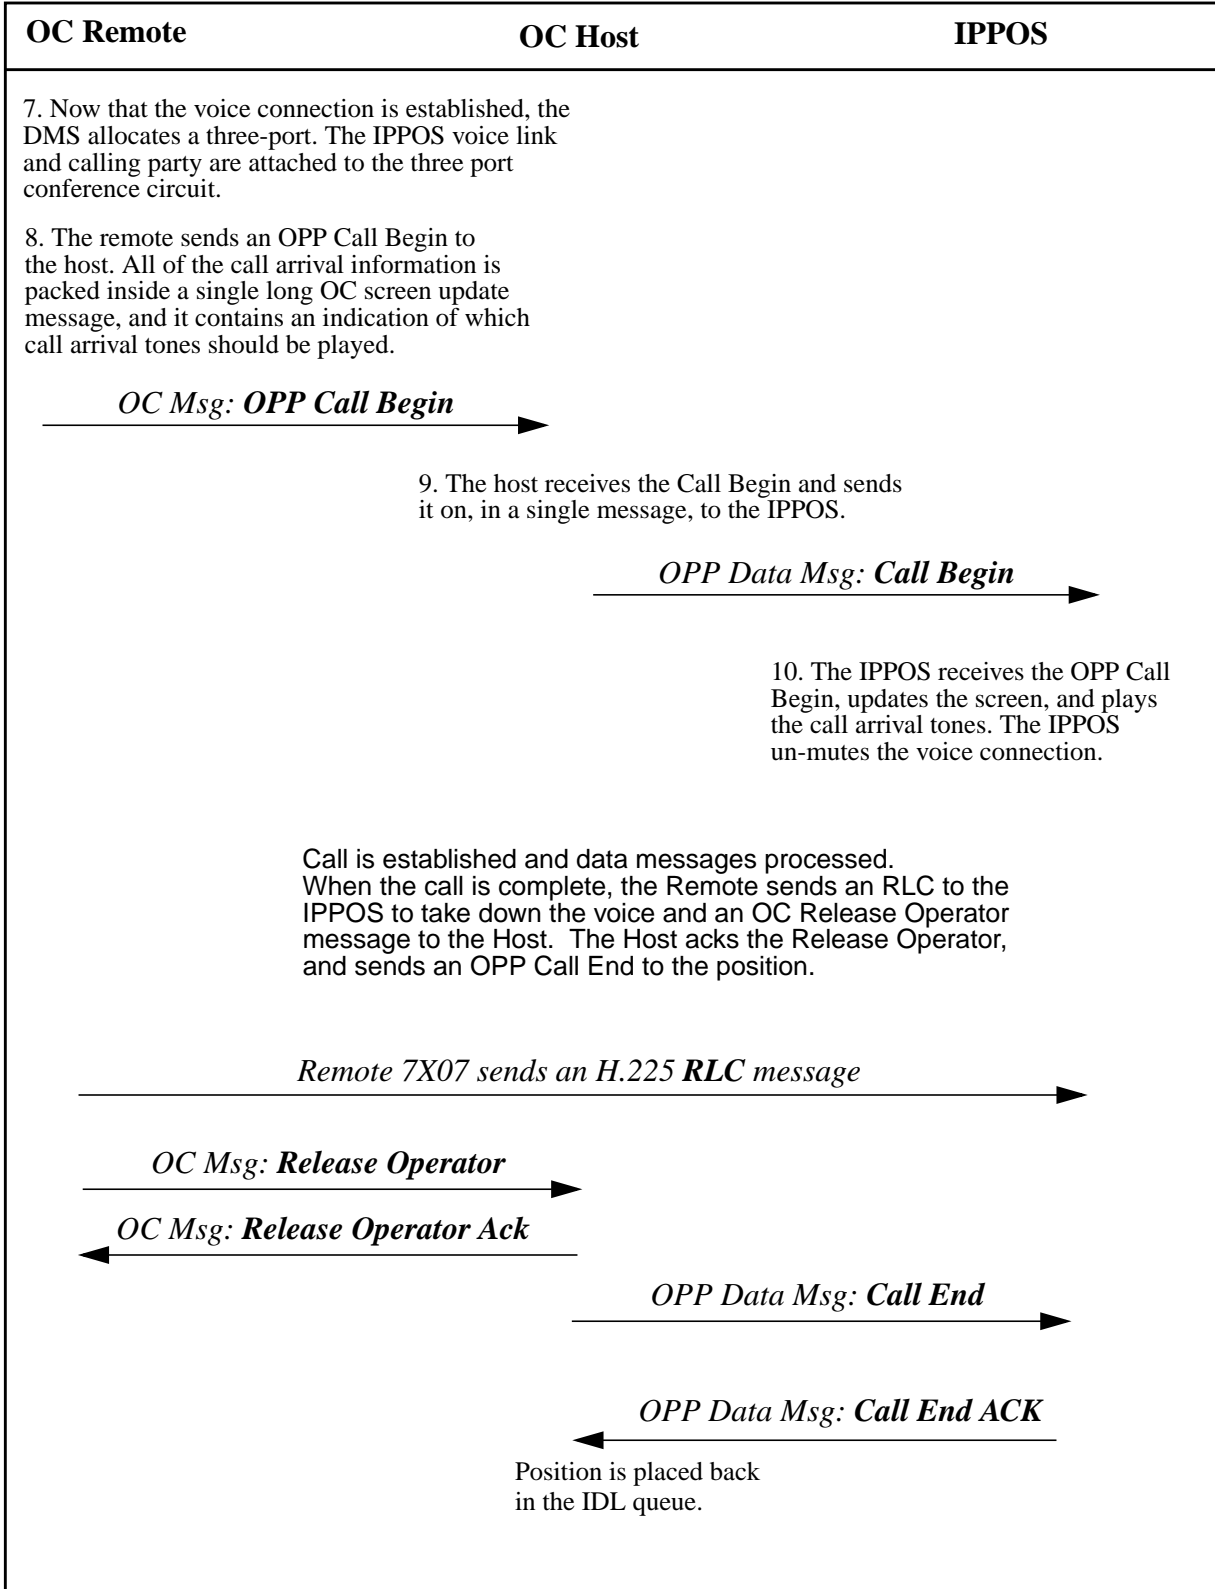 OC Remote OC Host IPPOS
7. Now that the voice connection is established, the
DMS allocates a three-port. The IPPOS voice link
and calling party are attached to the three port
conference circuit.
8. The remote sends an OPP Call Begin to
the host. All of the call arrival information is
packed inside a single long OC screen update
message, and it contains an indication of which
call arrival tones should be played.
OC Msg: OPP Call Begin
9. The host receives the Call Begin and sends
it on, in a single message, to the IPPOS.
OPP Data Msg: Call Begin
10. The IPPOS receives the OPP Call
Begin, updates the screen, and plays
the call arrival tones. The IPPOS
un-mutes the voice connection.
Call is established and data messages processed.
When the call is complete, the Remote sends an RLC to the
IPPOS to take down the voice and an OC Release Operator
message to the Host. The Host acks the Release Operator,
and sends an OPP Call End to the position.
Remote 7X07 sends an H.225 RLC message
OC Msg: Release Operator
OC Msg: Release Operator Ack
OPP Data Msg: Call End
OPP Data Msg: Call End ACK
Position is placed back
in the IDL queue.